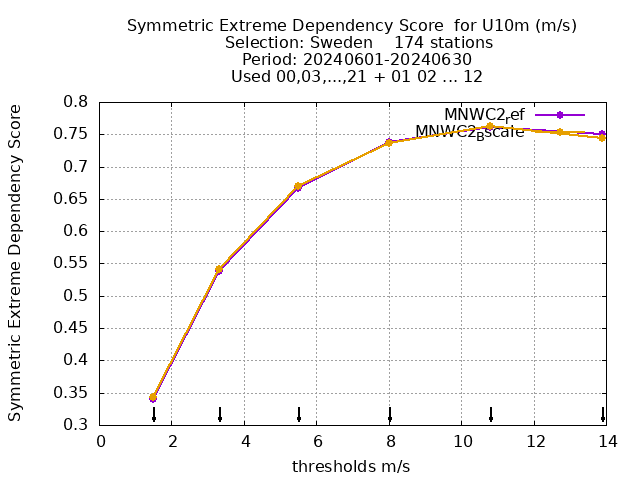 Symmetric Extreme Dependency Score for U10m (m/s)
Selection: Sweden 174 stations
Period: 20240601-20240630
Used 00,03,...,21 + 01 02 ... 12
Symmetric Extreme Dependency Score
0.8
0.75
0.7
0.65
0.6
0.55
0.5
0.45
0.4
0.35
0.3
MNWC2ref
MNWC2Bscale
0 2 4 6 8 10 12 14
thresholds m/s